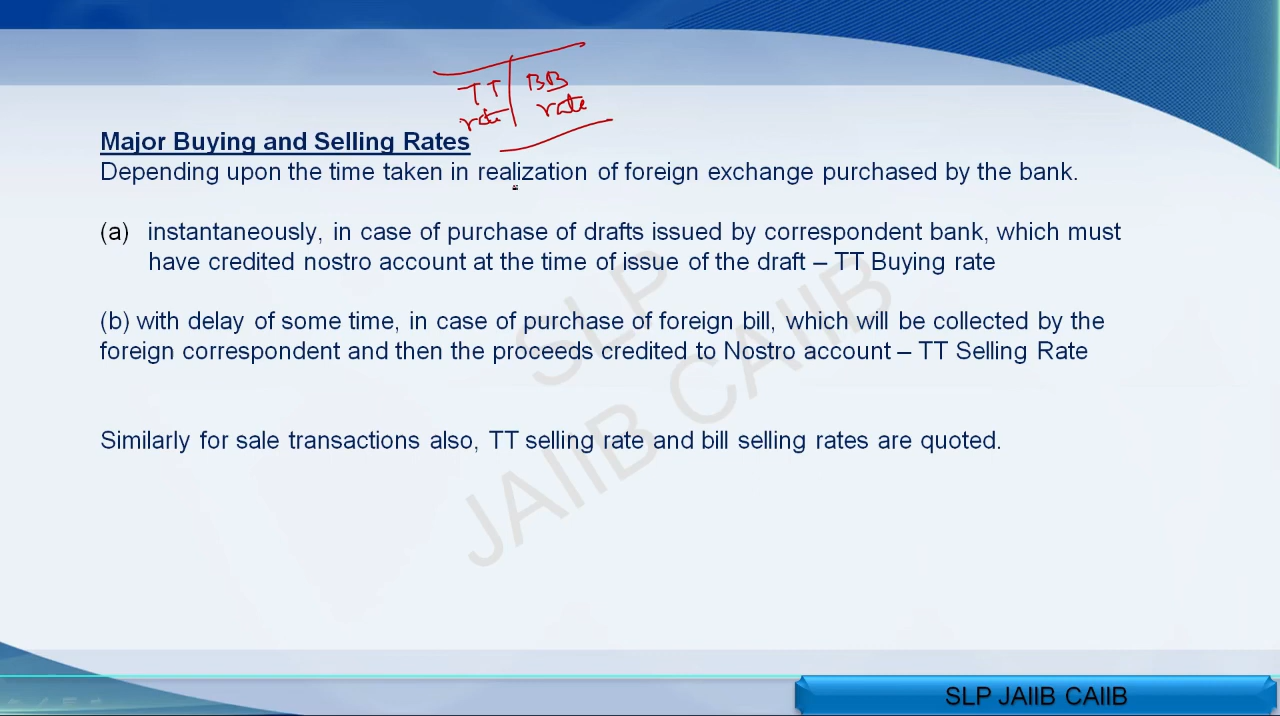 TT BB
rate rate
Major Buying and Selling Rates
Depending upon the time taken in realization of foreign exchange purchased by the bank.
(a) instantaneously, in case of purchase of drafts issued by correspondent bank, which must
have credited nostro account at the time of issue of the draft – TT Buying rate
(b) with delay of some time, in case of purchase of foreign bill, which will be collected by the
foreign correspondent and then the proceeds credited to Nostro account – TT Selling Rate
SLP
JAIIB CAIIB
Similarly for sale transactions also, TT selling rate and bill selling rates are quoted.
SLP JAIIB CAIIB